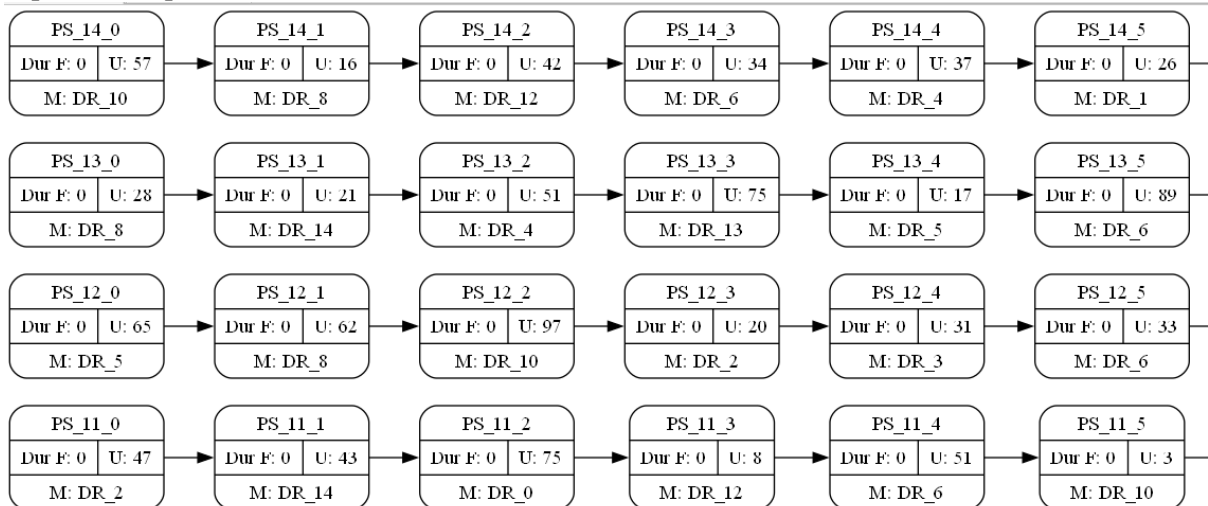 PS_14_0 PS_14_1 PS_14_2 PS_14_3 PS_14_4 PS_14_5
Dur F: 0 U: 57 Dur F: 0 U: 16 Dur F: 0 U: 42 Dur F: 0 U: 34 Dur F: 0 U: 37 Dur F: 0 U: 26
M: DR_10 M: DR_8 M: DR_12 M: DR_6 M: DR_4 M: DR_1
PS_13_0 PS_13_1 PS_13_2 PS_13_3 PS_13_4 PS_13_5
Dur F: 0 U: 28 Dur F: 0 U: 21 Dur F: 0 U: 51 Dur F: 0 U: 75 Dur F: 0 U: 17 Dur F: 0 U: 89
M: DR_8 M: DR_14 M: DR_4 M: DR_13 M: DR_5 M: DR_6
PS_12_0 PS_12_1 PS_12_2 PS_12_3 PS_12_4 PS_12_5
Dur F: 0 U: 65 Dur F: 0 U: 62 Dur F: 0 U: 97 Dur F: 0 U: 20 Dur F: 0 U: 31 Dur F: 0 U: 33
M: DR_5 M: DR_8 M: DR_10 M: DR_2 M: DR_3 M: DR_6
PS_11_0 PS_11_1 PS_11_2 PS_11_3 PS_11_4 PS_11_5
Dur F: 0 U: 47 Dur F: 0 U: 43 Dur F: 0 U: 75 Dur F: 0 U: 8 Dur F: 0 U: 51 Dur F: 0 U: 3
M: DR_2 M: DR_14 M: DR_0 M: DR_12 M: DR_6 M: DR_10